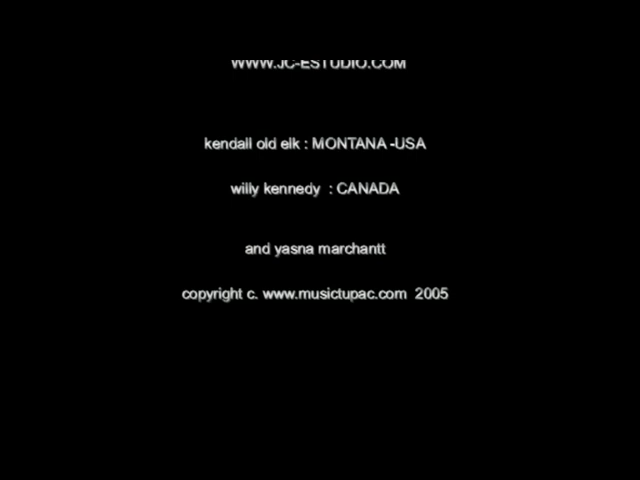 WWW.JC-ESTUDIO.COM
kendall old elk : MONTANA -USA
willy kennedy : CANADA
and yasna marchantt
copyright c. www.musictupac.com 2005